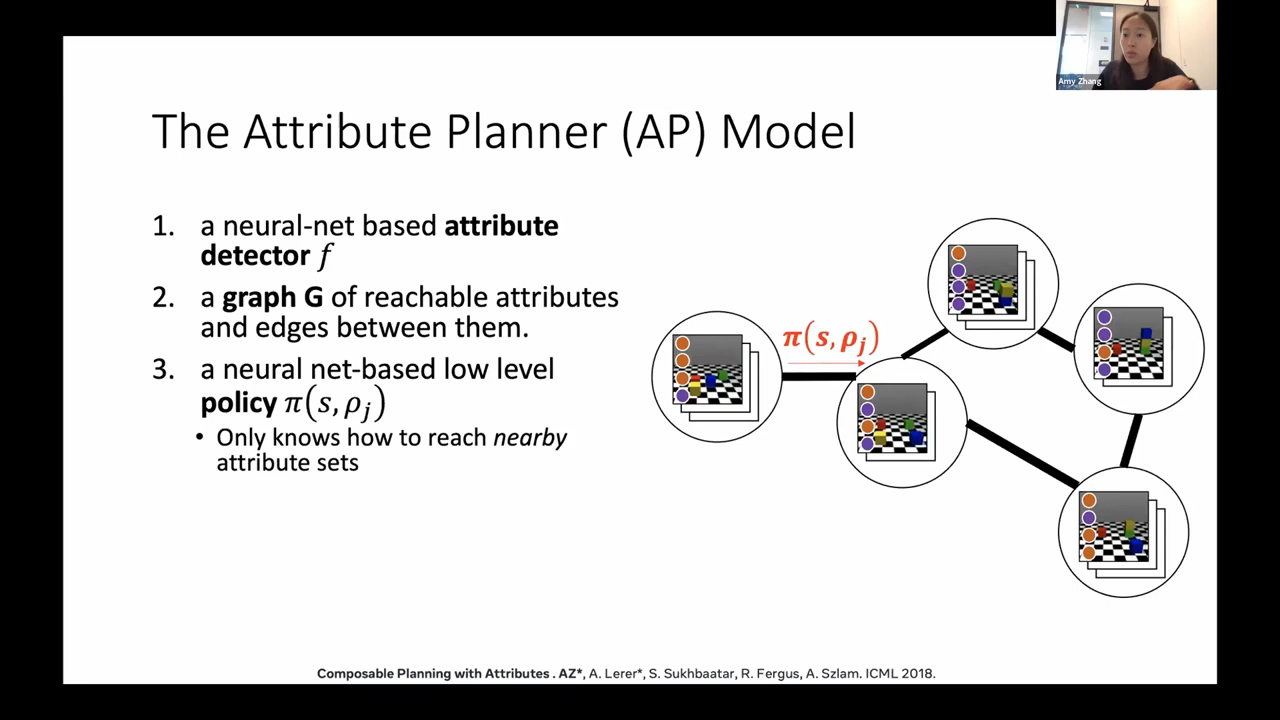 Amy Zhang
The Attribute Planner (AP) Model
1. a neural-net based attribute
detector f
2. a graph G of reachable attributes
and edges between them.
3. a neural net-based low level
policy π(s, ρⱼ)
• Only knows how to reach nearby
attribute sets
π(s, ρⱼ)
Composable Planning with Attributes . AZ*, A. Lerer*, S. Sukhbaatar, R. Fergus, A. Szlam. ICML 2018.